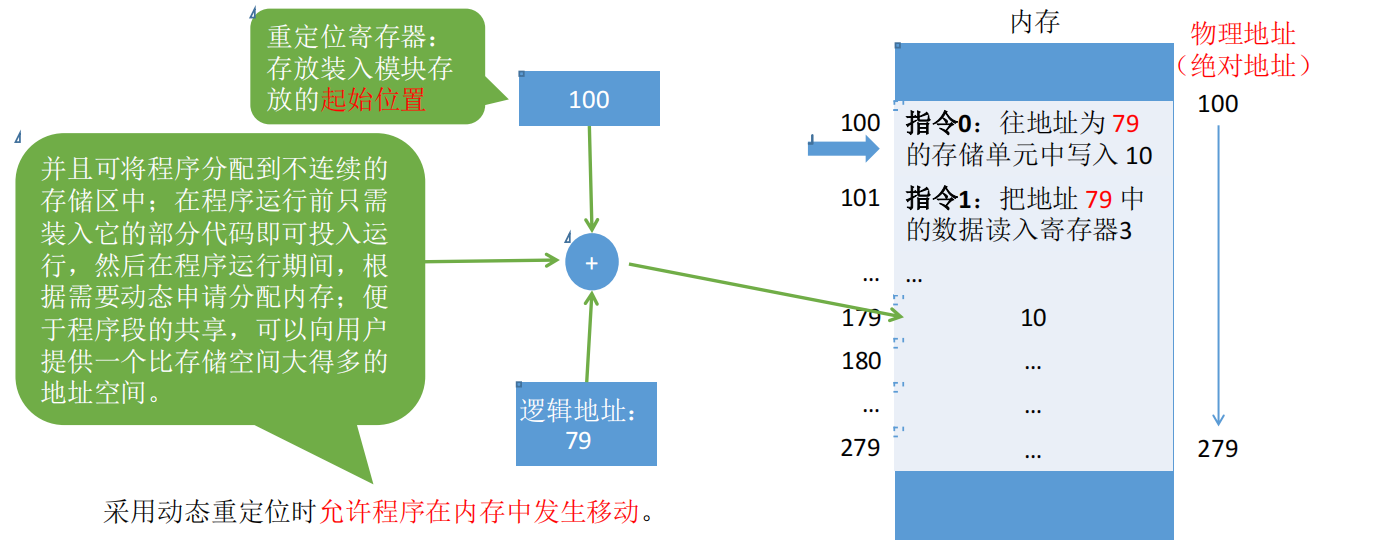 重定位寄存器：
存放装入模块存
放的起始位置
100
并且可将程序分配到不连续的
存储区中；在程序运行前只需
装入它的部分代码即可投入运
行，然后在程序运行期间，根
据需要动态申请分配内存；便
于程序段的共享，可以向用户
提供一个比存储空间大得多的
地址空间。
+
逻辑地址：
79
采用动态重定位时允许程序在内存中发生移动。
内存
物理地址
（绝对地址）
100
100
指令0：往地址为 79
的存储单元中写入 10
101
指令1：把地址 79 中
的数据读入寄存器3
... ...
179 10
180 ...
... ...
279 ...
279